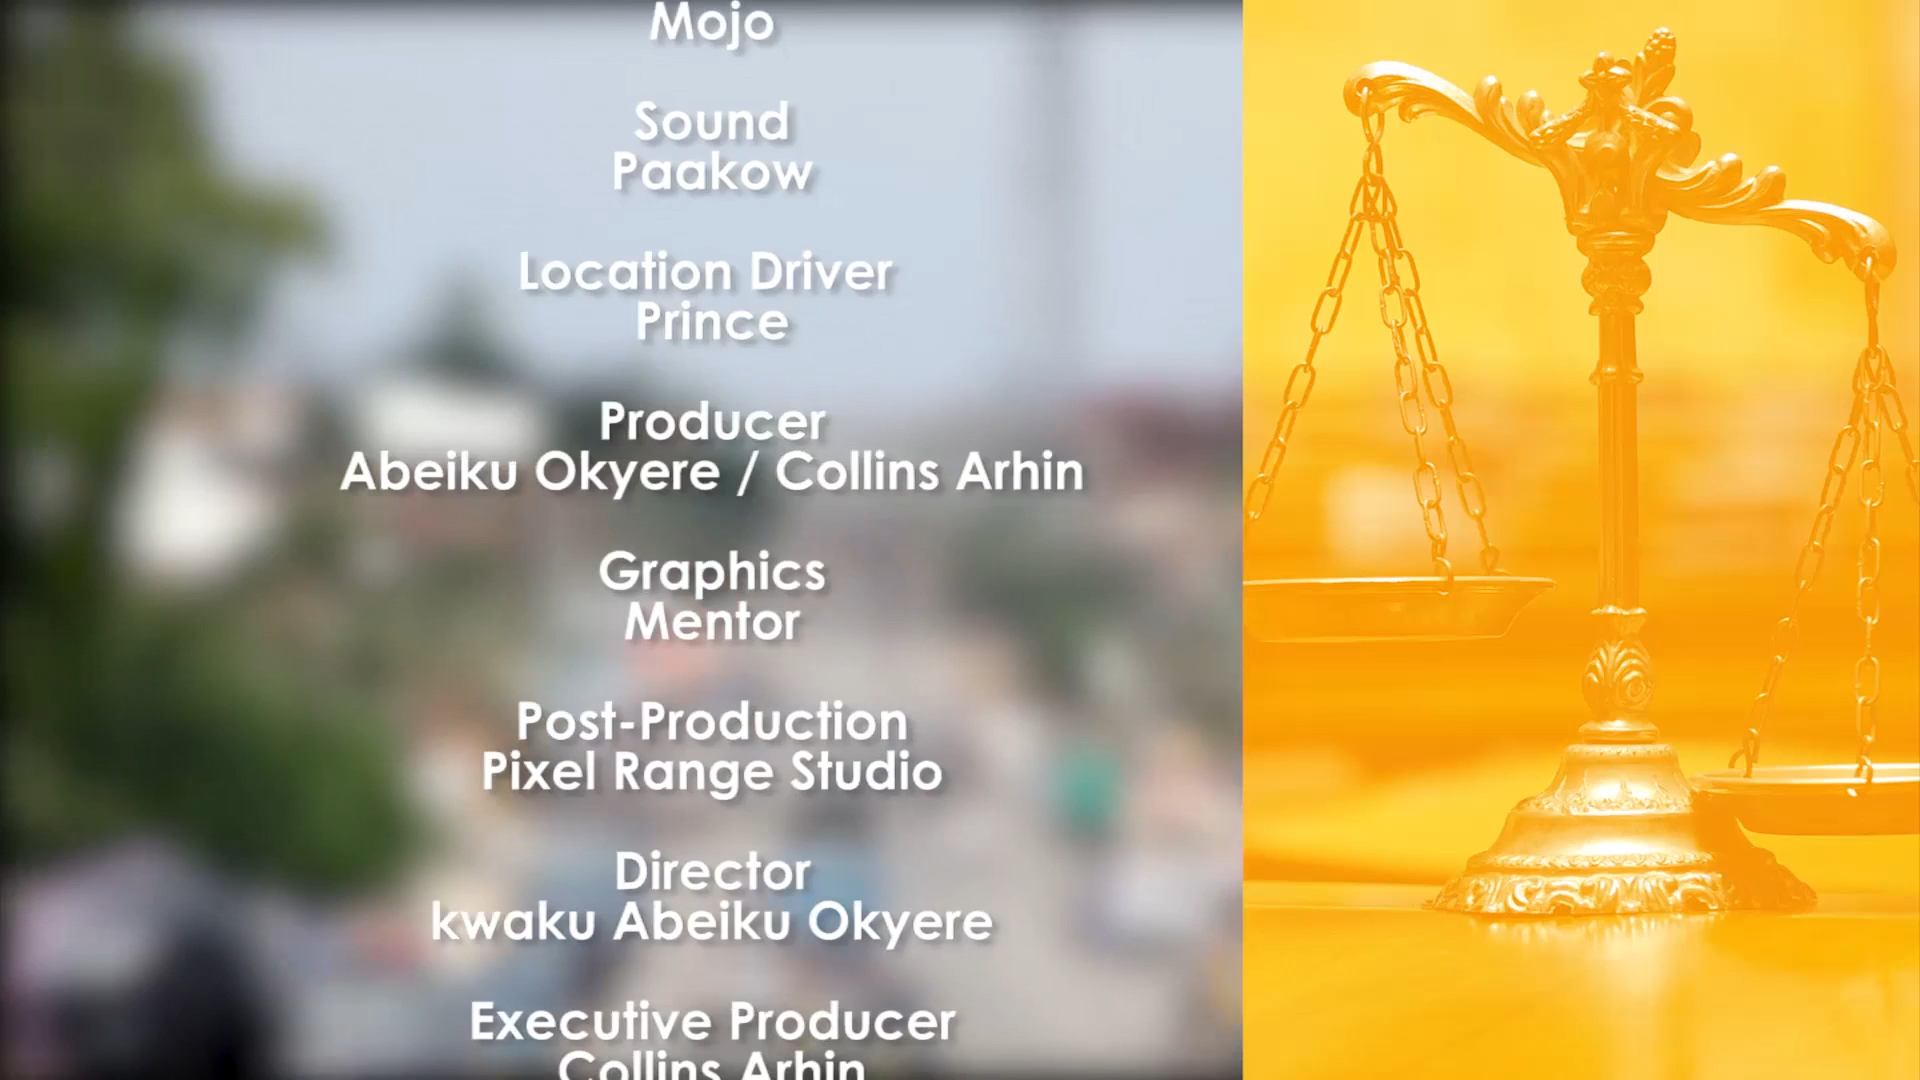 Mojo
Sound
Paakow
Location Driver
Prince
Producer
Abeiku Okyere / Collins Arhin
Graphics
Mentor
Post-Production
Pixel Range Studio
Director
kwaku Abeiku Okyere
Executive Producer
Collins Arhin